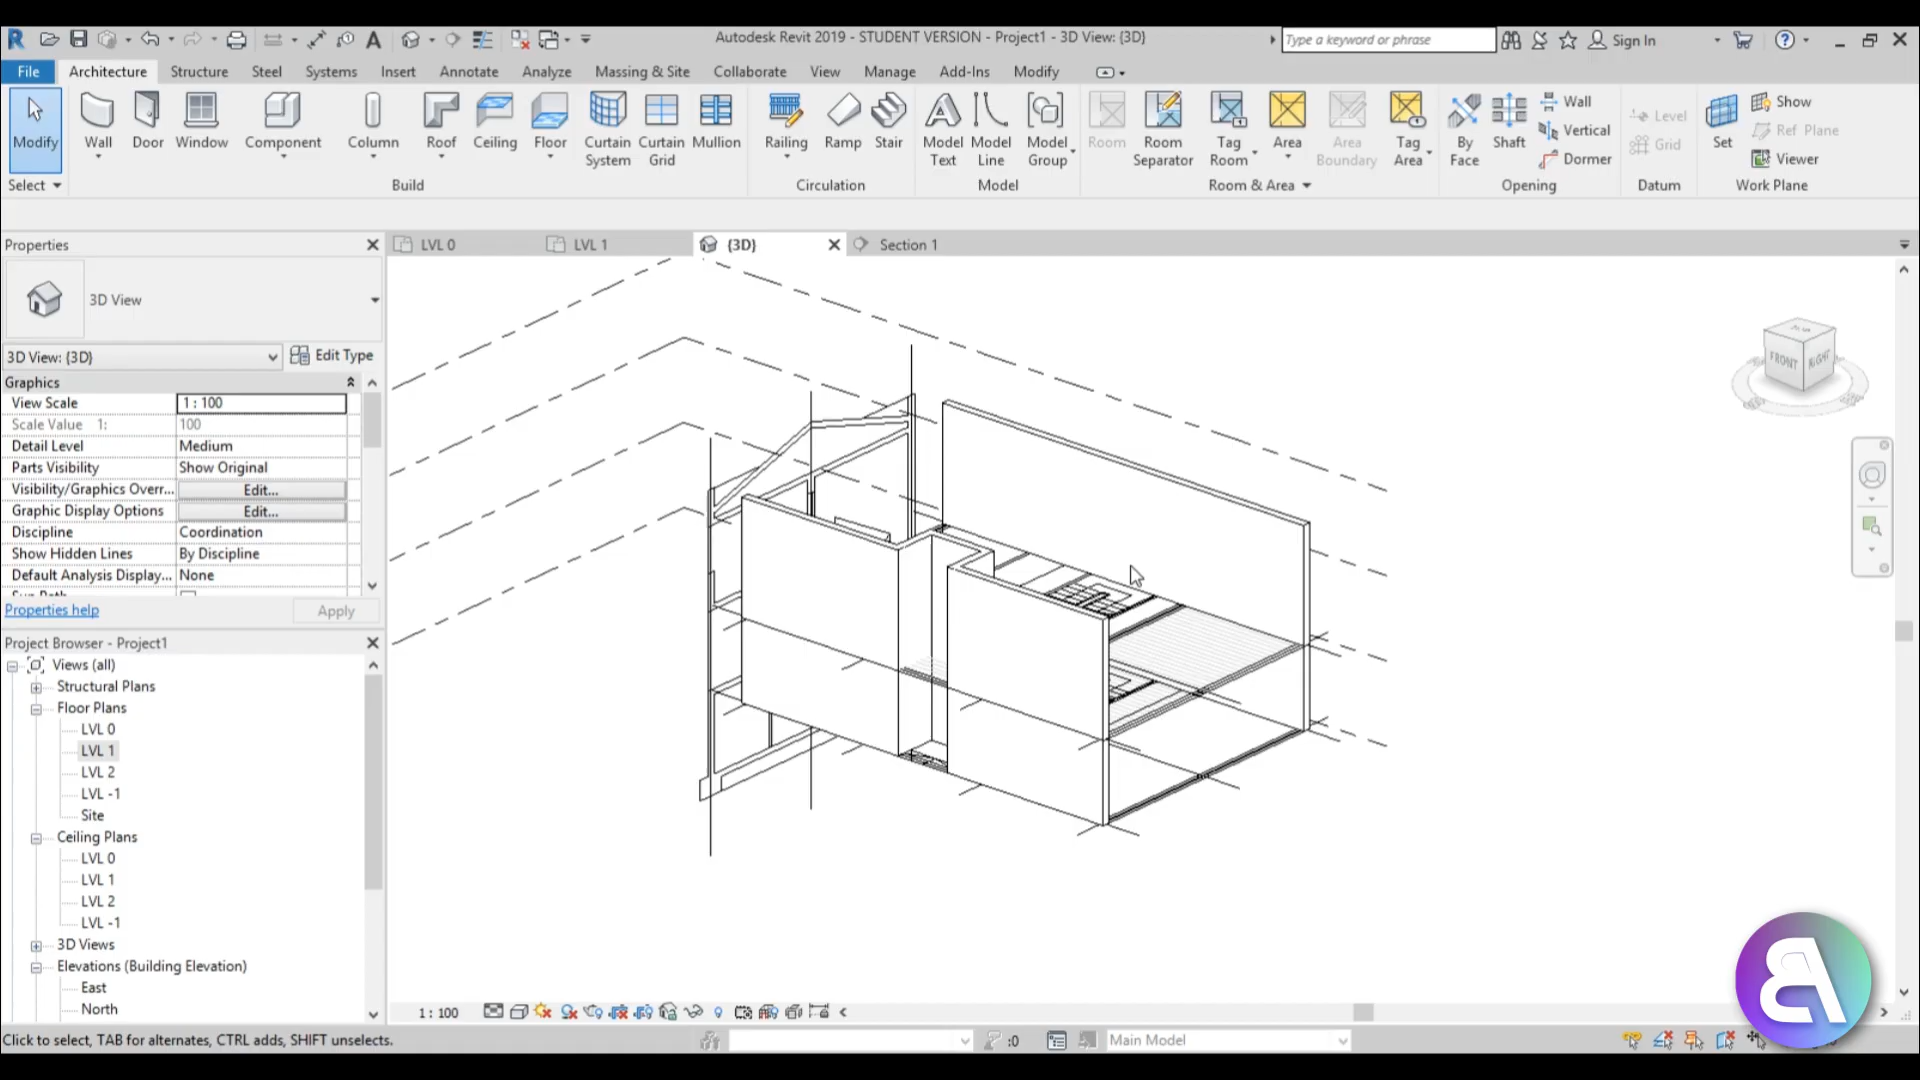 Autodesk Revit 2019 - STUDENT VERSION - Project1 - 3D View: {3D}
Type a keyword or phrase
Sign In
File Architecture Structure Steel Systems Insert Annotate Analyze Massing & Site Collaborate View Manage Add-Ins Modify
Modify Wall Door Window Component Column Roof Ceiling Floor Curtain System Curtain Grid Mullion Railing Ramp Stair Model Text Model Line Model Group Room Room Separator Tag Room Area Area Boundary Tag Area By Face Shaft Wall Vertical Dormer Level Grid Set Show Ref Plane Viewer
Select Build Circulation Model Room & Area Opening Datum Work Plane
Properties
LVL 0 LVL 1 {3D} Section 1
3D View
3D View: {3D} Edit Type
Graphics
View Scale 1 : 100
Scale Value 1: 100
Detail Level Medium
Parts Visibility Show Original
Visibility/Graphics Overr... Edit...
Graphic Display Options Edit...
Discipline Coordination
Show Hidden Lines By Discipline
Default Analysis Display... None
Properties help Apply
FRONT RIGHT
Project Browser - Project1
Views (all)
Structural Plans
Floor Plans
LVL 0
LVL 1
LVL 2
LVL -1
Site
Ceiling Plans
LVL 0
LVL 1
LVL 2
LVL -1
3D Views
Elevations (Building Elevation)
East
North
1 : 100
Click to select, TAB for alternates, CTRL adds, SHIFT unselects.
:0
Main Model